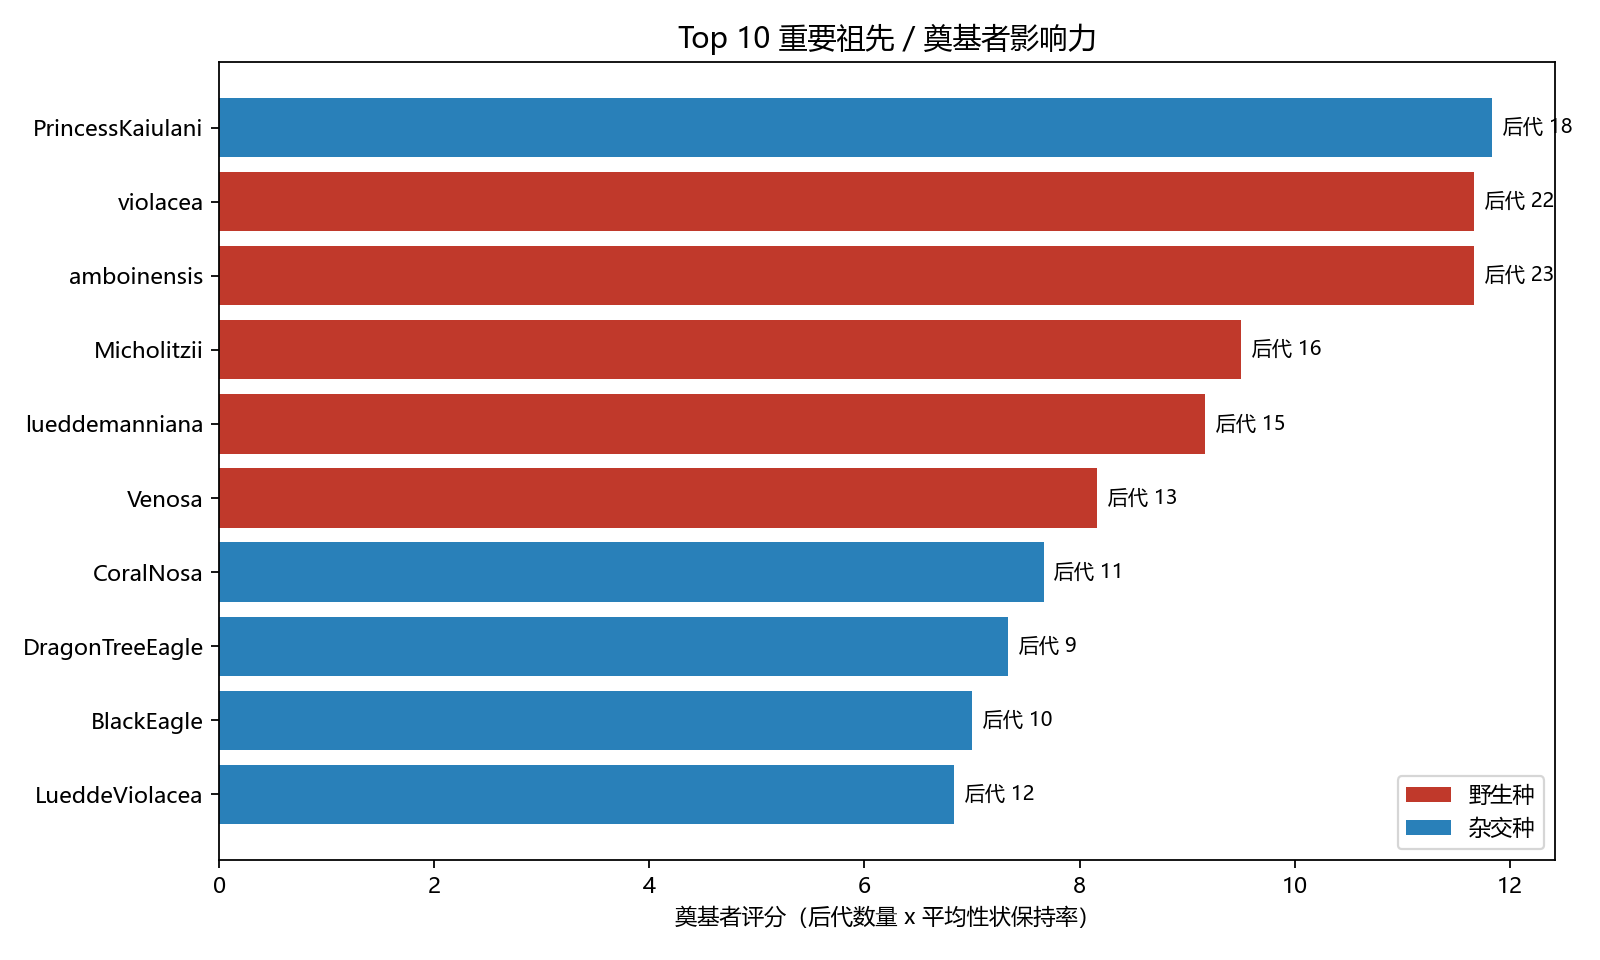 Top 10 重要祖先 / 奠基者影响力
PrincessKaiulani 后代 18
violacea 后代 22
amboinensis 后代 23
Micholitzii 后代 16
lueddemanniana 后代 15
Venosa 后代 13
CoralNosa 后代 11
DragonTreeEagle 后代 9
BlackEagle 后代 10
LueddeViolacea 后代 12
野生种
杂交种
0 2 4 6 8 10 12
奠基者评分（后代数量 x 平均性状保持率）